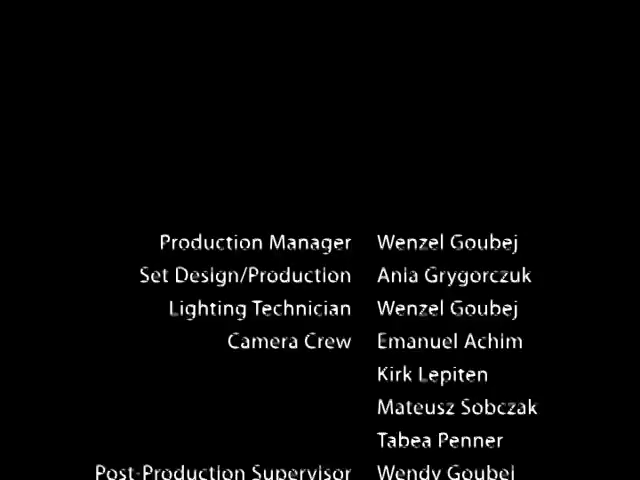 Production Manager Wenzel Goubej
Set Design/Production Ania Grygorczuk
Lighting Technician Wenzel Goubej
Camera Crew Emanuel Achim
Kirk Lepiten
Mateusz Sobczak
Tabea Penner
Post-Production Supervisor Wendy Goubej